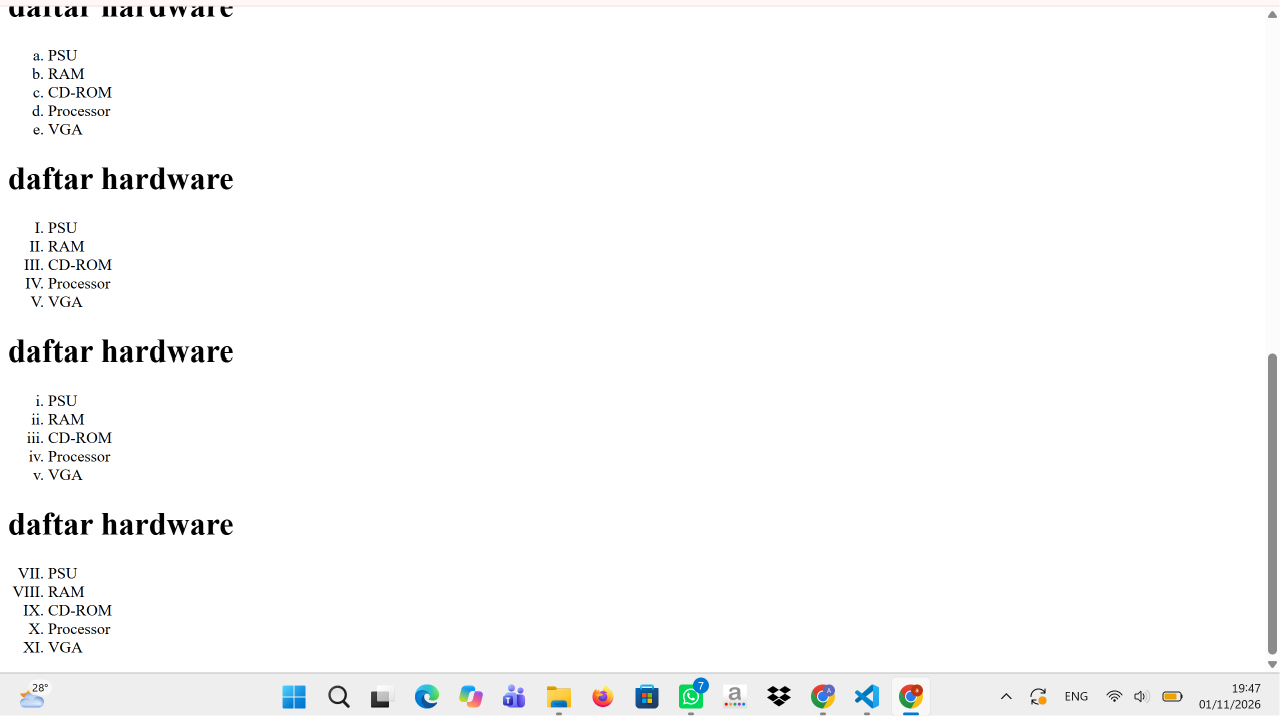 daftar hardware
a. PSU
b. RAM
c. CD-ROM
d. Processor
e. VGA
daftar hardware
I. PSU
II. RAM
III. CD-ROM
IV. Processor
V. VGA
daftar hardware
i. PSU
ii. RAM
iii. CD-ROM
iv. Processor
v. VGA
daftar hardware
VII. PSU
VIII. RAM
IX. CD-ROM
X. Processor
XI. VGA
28°
7
a
A
ENG
19:47
01/11/2026